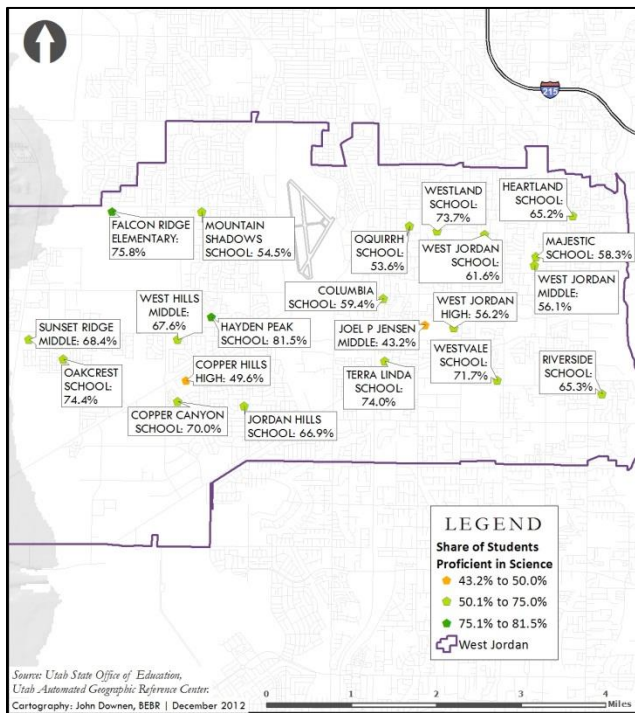 215
HEARTLAND
SCHOOL:
65.2%
WESTLAND
SCHOOL:
73.7%
FALCON RIDGE
ELEMENTARY:
75.8%
MOUNTAIN
SHADOWS
SCHOOL: 54.5%
OQUIRRH
SCHOOL:
53.6%
WEST JORDAN
SCHOOL:
61.6%
MAJESTIC
SCHOOL: 58.3%
WEST JORDAN
MIDDLE:
56.1%
COLUMBIA
SCHOOL: 59.4%
WEST HILLS
MIDDLE:
67.6%
HAYDEN PEAK
SCHOOL: 81.5%
WEST JORDAN
HIGH: 56.2%
SUNSET RIDGE
MIDDLE: 68.4%
JOEL P JENSEN
MIDDLE: 43.2%
OAKCREST
SCHOOL:
74.4%
COPPER HILLS
HIGH: 49.6%
TERRA LINDA
SCHOOL:
74.0%
WESTVALE
SCHOOL:
71.7%
RIVERSIDE
SCHOOL:
65.3%
COPPER CANYON
SCHOOL: 70.0%
JORDAN HILLS
SCHOOL: 66.9%
LEGEND
Share of Students
Proficient in Science
43.2% to 50.0%
50.1% to 75.0%
75.1% to 81.5%
West Jordan
Source: Utah State Office of Education,
Utah Automated Geographic Reference Center.
Cartography: John Downen, BEBR | December 2012
0 1 2 3 4
Miles